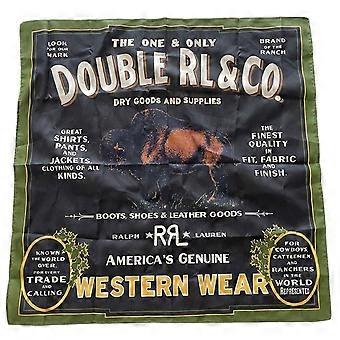 THE ONE & ONLY
LOOK
FOR OUR
MARK
BRAND
OF THE
RANCH
DOUBLE RL & CO.
DRY GOODS AND SUPPLIES
GREAT
SHIRTS,
PANTS,
AND
JACKETS.
CLOTHING OF ALL
KINDS.
THE
FINEST
QUALITY
IN
FIT, FABRIC
AND
FINISH.
BOOTS, SHOES & LEATHER GOODS
RALPH RRL LAUREN
AMERICA'S GENUINE
WESTERN WEAR
KNOWN
THE WORLD
OVER.
FOR EVERY
TRADE
AND
CALLING.
FOR
COWBOYS,
CATTLEMEN,
AND
RANCHERS
IN THE
WORLD
REPRESENTED